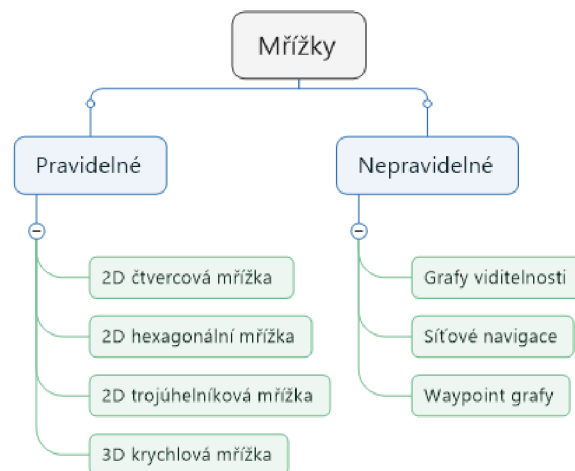 Mřížky
Pravidelné
Nepravidelné
2D čtvercová mřížka
2D hexagonální mřížka
2D trojúhelníková mřížka
3D krychlová mřížka
Grafy viditelnosti
Síťové navigace
Waypoint grafy